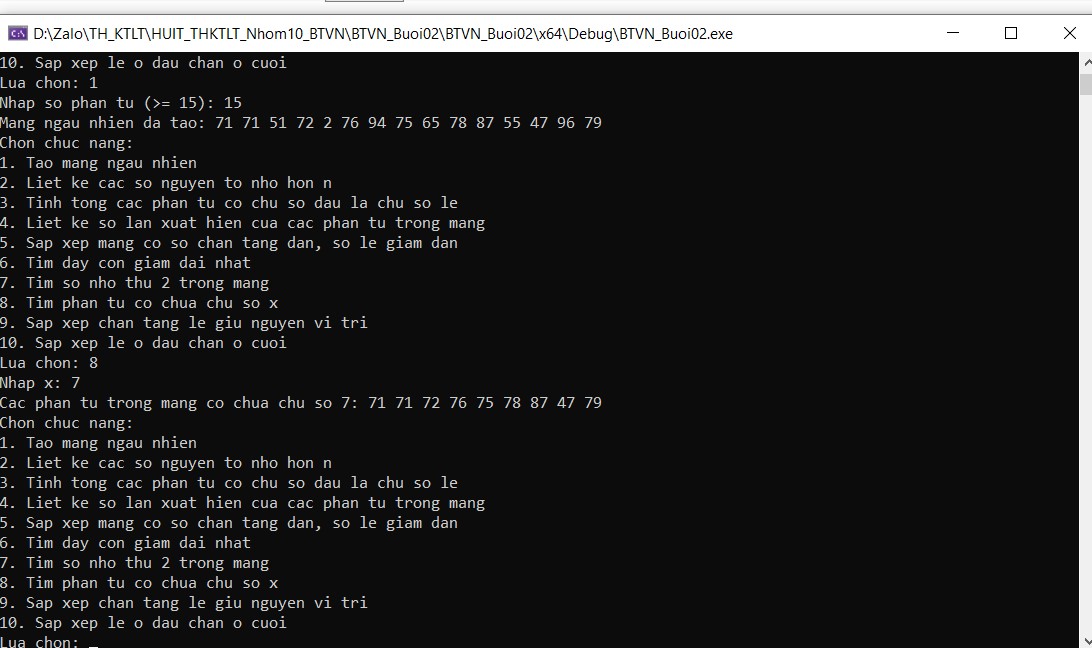 D:\Zalo\TH_KTLT\HUIT_THKTLT_Nhom10_BTVN\BTVN_Buoi02\BTVN_Buoi02\x64\Debug\BTVN_Buoi02.exe
10. Sap xep le o dau chan o cuoi
Lua chon: 1
Nhap so phan tu (>= 15): 15
Mang ngau nhien da tao: 71 71 51 72 2 76 94 75 65 78 87 55 47 96 79
Chon chuc nang:
1. Tao mang ngau nhien
2. Liet ke cac so nguyen to nho hon n
3. Tinh tong cac phan tu co chu so dau la chu so le
4. Liet ke so lan xuat hien cua cac phan tu trong mang
5. Sap xep mang co so chan tang dan, so le giam dan
6. Tim day con giam dai nhat
7. Tim so nho thu 2 trong mang
8. Tim phan tu co chua chu so x
9. Sap xep chan tang le giu nguyen vi tri
10. Sap xep le o dau chan o cuoi
Lua chon: 8
Nhap x: 7
Cac phan tu trong mang co chua chu so 7: 71 71 72 76 75 78 87 47 79
Chon chuc nang:
1. Tao mang ngau nhien
2. Liet ke cac so nguyen to nho hon n
3. Tinh tong cac phan tu co chu so dau la chu so le
4. Liet ke so lan xuat hien cua cac phan tu trong mang
5. Sap xep mang co so chan tang dan, so le giam dan
6. Tim day con giam dai nhat
7. Tim so nho thu 2 trong mang
8. Tim phan tu co chua chu so x
9. Sap xep chan tang le giu nguyen vi tri
10. Sap xep le o dau chan o cuoi
Lua chon: _